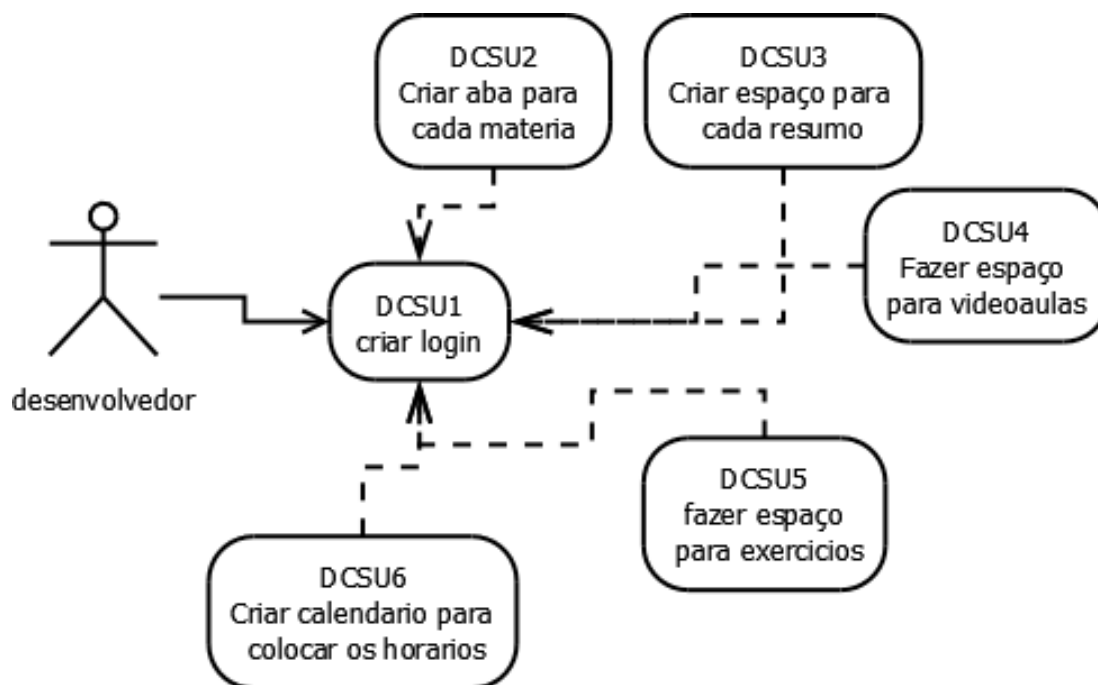 DCSU2
Criar aba para
cada materia
DCSU3
Criar espaço para
cada resumo
DCSU4
Fazer espaço
para videoaulas
DCSU1
criar login
desenvolvedor
DCSU5
fazer espaço
para exercicios
DCSU6
Criar calendario para
colocar os horarios